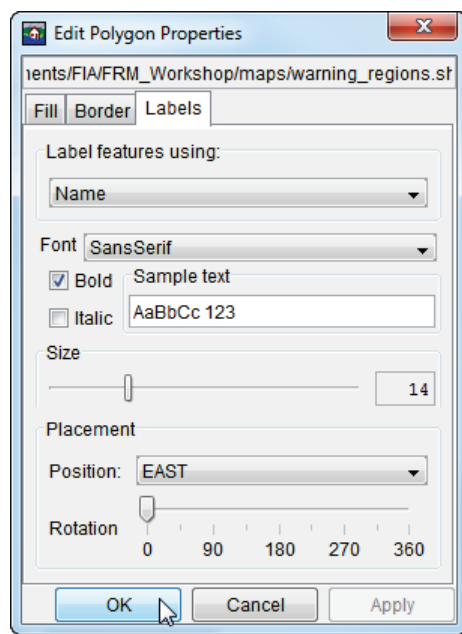 Edit Polygon Properties
nents/FIA/FRM_Workshop/maps/warning_regions.sh
Fill Border Labels
Label features using:
Name
Font SansSerif
Bold Sample text
Italic AaBbCc 123
Size
14
Placement
Position: EAST
Rotation
0 90 180 270 360
OK Cancel Apply